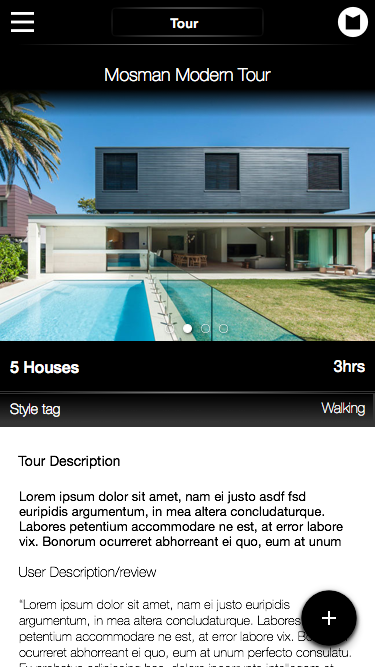 Tour
Mosman Modern Tour
5 Houses
3hrs
Style tag
Walking
Tour Description
Lorem ipsum dolor sit amet, nam ei justo asdf fsd
euripidis argumentum, in mea altera concludaturque.
Labores petentium accommodare ne est, at error labore
vix. Bonorum ocurreret abhorreant ei quo, eum at unum
User Description/review
"Lorem ipsum dolor sit amet, nam ei justo euripidis
argumentum, in mea altera concludaturque. Labores
petentium accommodare ne est, at error labore vix.
Bonorum ocurreret abhorreant ei quo, eum at unum perfecto consulatu.